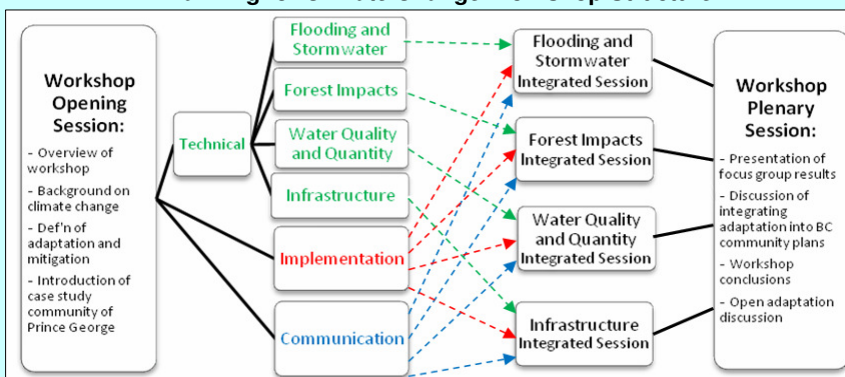 Workshop
Opening
Session:
- Overview of
workshop
- Background on
climate change
- Def'n of
adaptation and
mitigation
- Introduction of
case study
community of
Prince George
Technical
Flooding and
Stormwater
Forest Impacts
Water Quality
and Quantity
Infrastructure
Implementation
Communication
Flooding and
Stormwater
Integrated Session
Forest Impacts
Integrated Session
Water Quality
and Quantity
Integrated Session
Infrastructure
Integrated Session
Workshop
Plenary
Session:
- Presentation of
focus group results
- Discussion of
integrating
adaptation into BC
community plans
- Workshop
conclusions
- Open adaptation
discussion